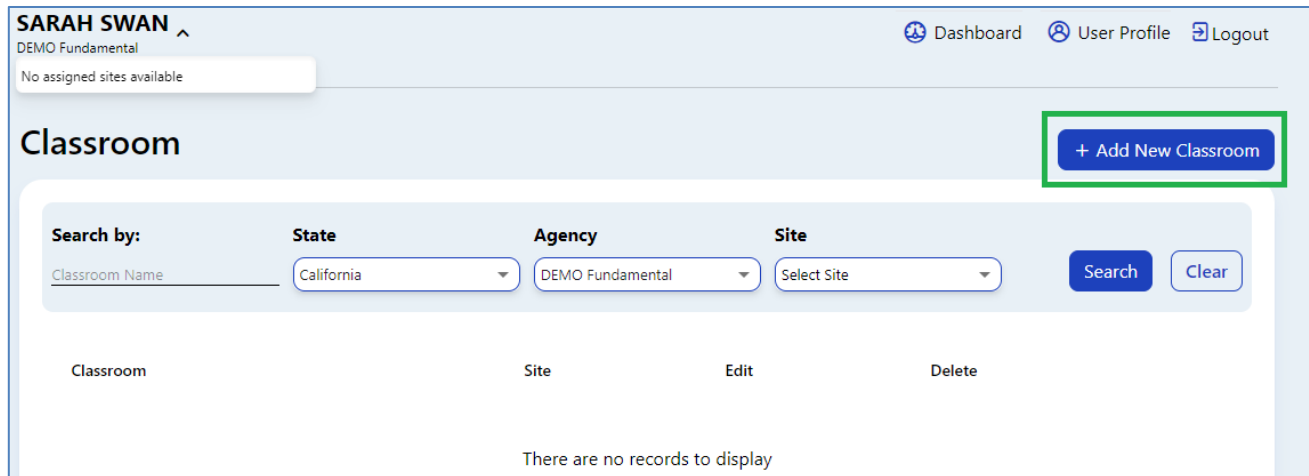 SARAH SWAN
DEMO Fundamental
No assigned sites available
Dashboard User Profile Logout
Classroom
+ Add New Classroom
Search by: State Agency Site
Classroom Name California DEMO Fundamental Select Site Search Clear
Classroom Site Edit Delete
There are no records to display